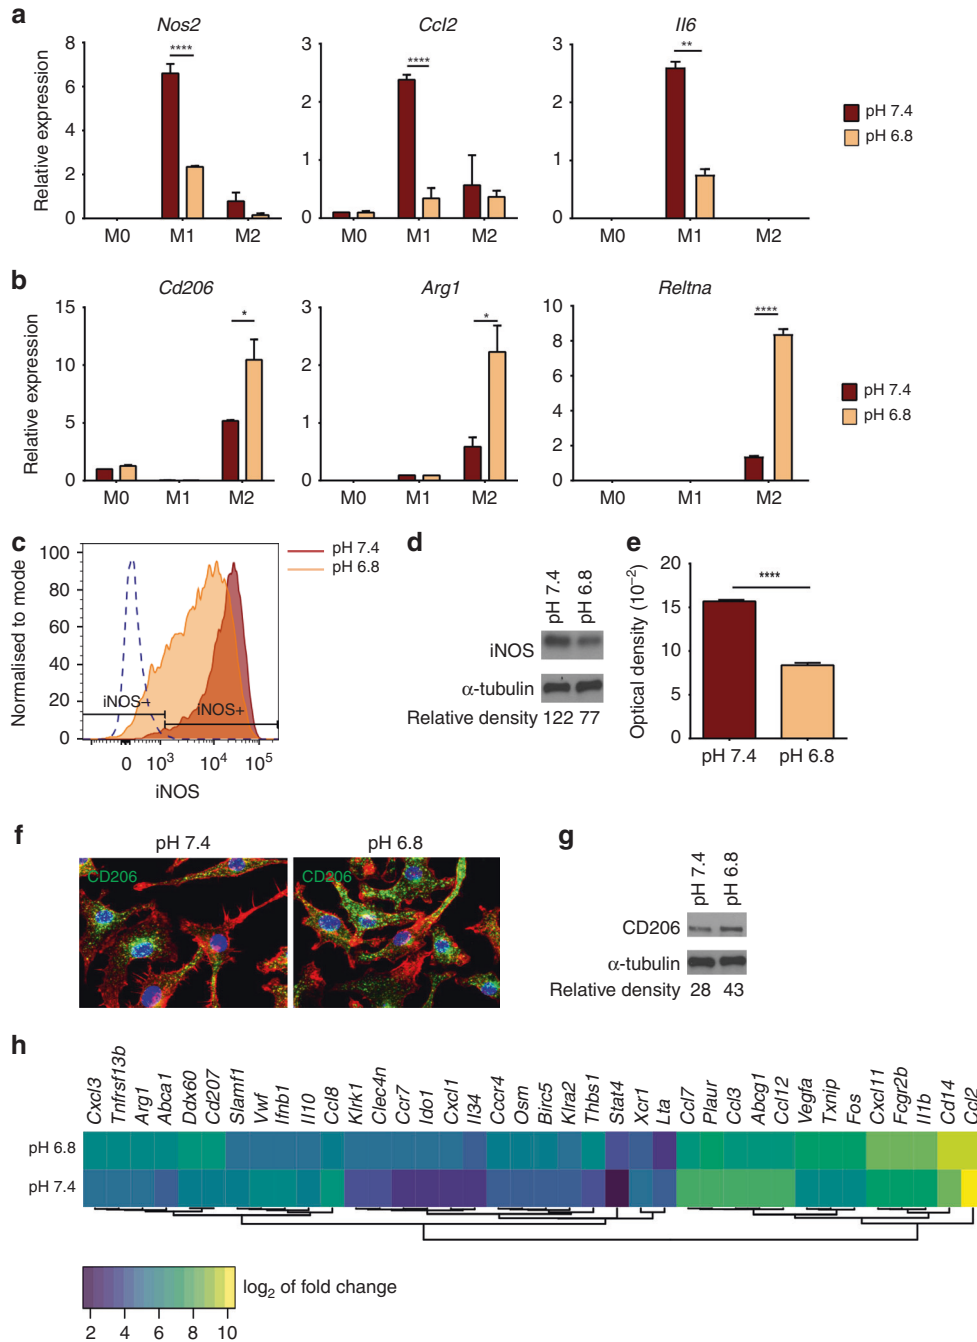 a
Nos2
Ccl2
Il6
Relative expression
8
6
4
2
0
****
M0 M1 M2
3
2
1
0
****
M0 M1 M2
3
2
1
0
**
M0 M1 M2
pH 7.4
pH 6.8
b
Cd206
Arg1
Reltna
Relative expression
15
10
5
0
*
M0 M1 M2
3
2
1
0
*
M0 M1 M2
10
8
6
4
2
0
****
M0 M1 M2
pH 7.4
pH 6.8
c
Normalised to mode
100
80
60
40
20
0
iNOS–
iNOS+
0 10³ 10⁴ 10⁵
iNOS
pH 7.4
pH 6.8
d
pH 7.4
pH 6.8
iNOS
α-tubulin
Relative density 122 77
e
Optical density (10⁻²)
20
15
10
5
0
****
pH 7.4 pH 6.8
f
pH 7.4
pH 6.8
CD206
CD206
g
pH 7.4
pH 6.8
CD206
α-tubulin
Relative density 28 43
h
Cxcl3 Tnfrsf13b Arg1 Abca1 Ddx60 Cd207 Slamf1 Vwf Ifnb1 Il10 Ccl8 Klrk1 Clec4n Ccr7 Ido1 Cxcl1 Il34 Cccr4 Osm Birc5 Klra2 Thbs1 Stat4 Xcr1 Lta Ccl7 Plaur Ccl3 Abcg1 Ccl12 Vegfa Txnip Fos Cxcl11 Fcgr2b Il1b Cd14 Ccl2
pH 6.8
pH 7.4
log₂ of fold change
2 4 6 8 10